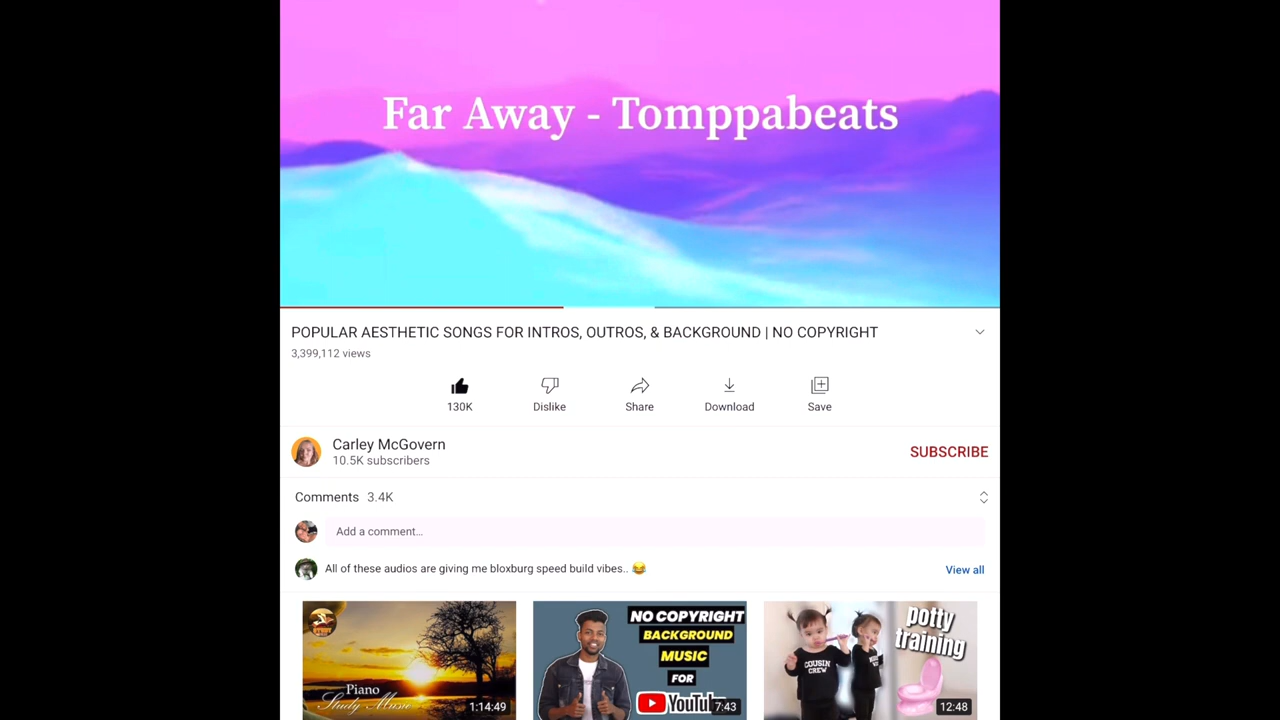 Far Away - Tomppabeats
POPULAR AESTHETIC SONGS FOR INTROS, OUTROS, & BACKGROUND | NO COPYRIGHT
3,399,112 views
130K
Dislike
Share
Download
Save
Carley McGovern
10.5K subscribers
SUBSCRIBE
Comments 3.4K
Add a comment...
All of these audios are giving me bloxburg speed build vibes.. 😂
View all
Piano
Study Music
1:14:49
NO COPYRIGHT
BACKGROUND
MUSIC
FOR
YouTube
7:43
COUSIN
CREW
potty
training
12:48